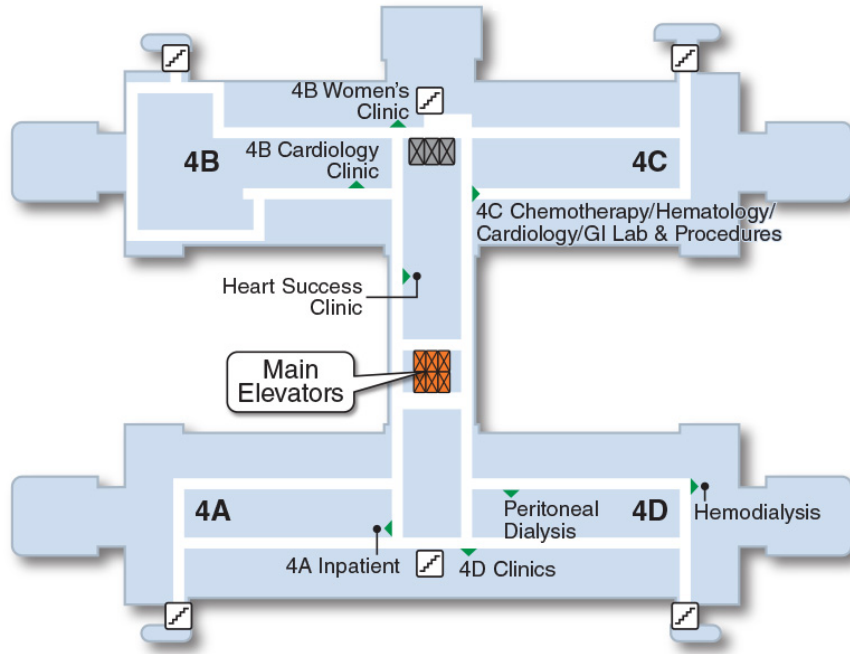 4B Women's
Clinic
4B
4B Cardiology
Clinic
4C
4C Chemotherapy/Hematology/
Cardiology/GI Lab & Procedures
Heart Success
Clinic
Main
Elevators
4A
Peritoneal
Dialysis
4D
Hemodialysis
4A Inpatient
4D Clinics